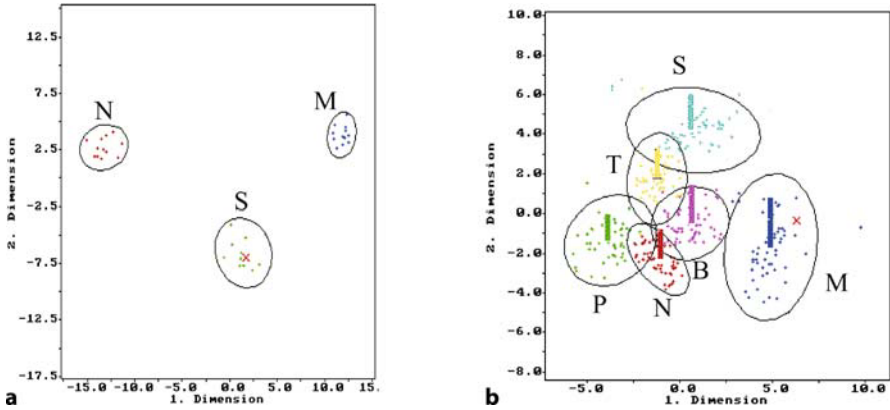 12.5
7.5
2.5
-2.5
-7.5
-12.5
-17.5
2. Dimension
N
M
S
-15.0
-10.0
-5.0
0.0
5.0
10.0
15.
1. Dimension
a
10.0
8.0
6.0
4.0
2.0
0.0
-2.0
-4.0
-6.0
-8.0
2. Dimension
S
T
B
P
N
M
-5.0
0.0
5.0
10.0
1. Dimension
b